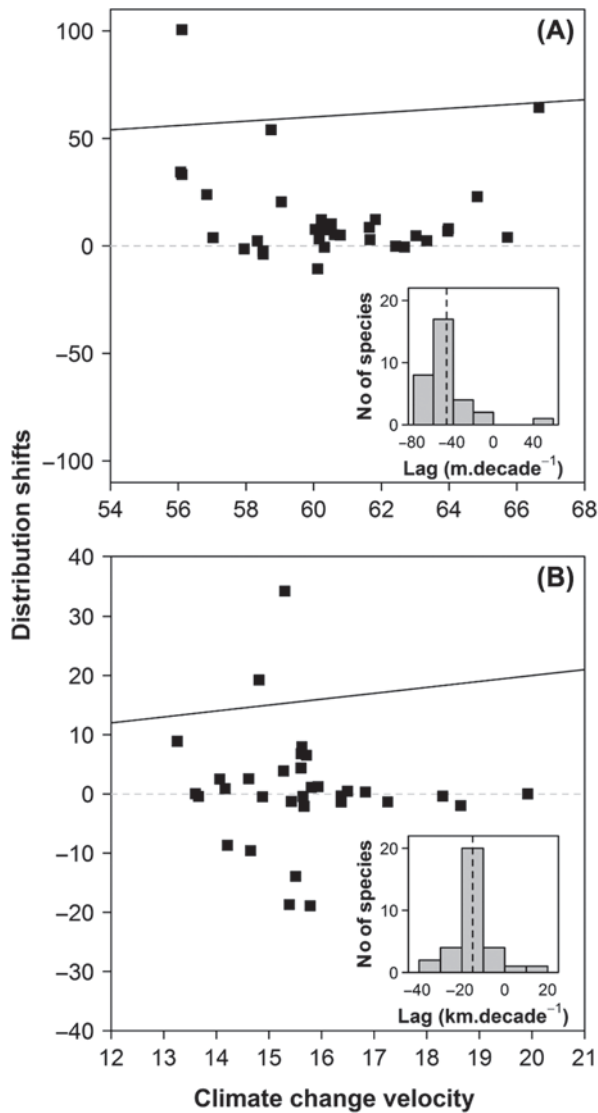 (A)
100
50
0
−50
−100
54 56 58 60 62 64 66 68
No of species
20
10
0
−80 −40 0 40
Lag (m.decade⁻¹)
Distribution shifts
(B)
40
30
20
10
0
−10
−20
−30
−40
12 13 14 15 16 17 18 19 20 21
No of species
20
10
0
−40 −20 0 20
Lag (km.decade⁻¹)
Climate change velocity